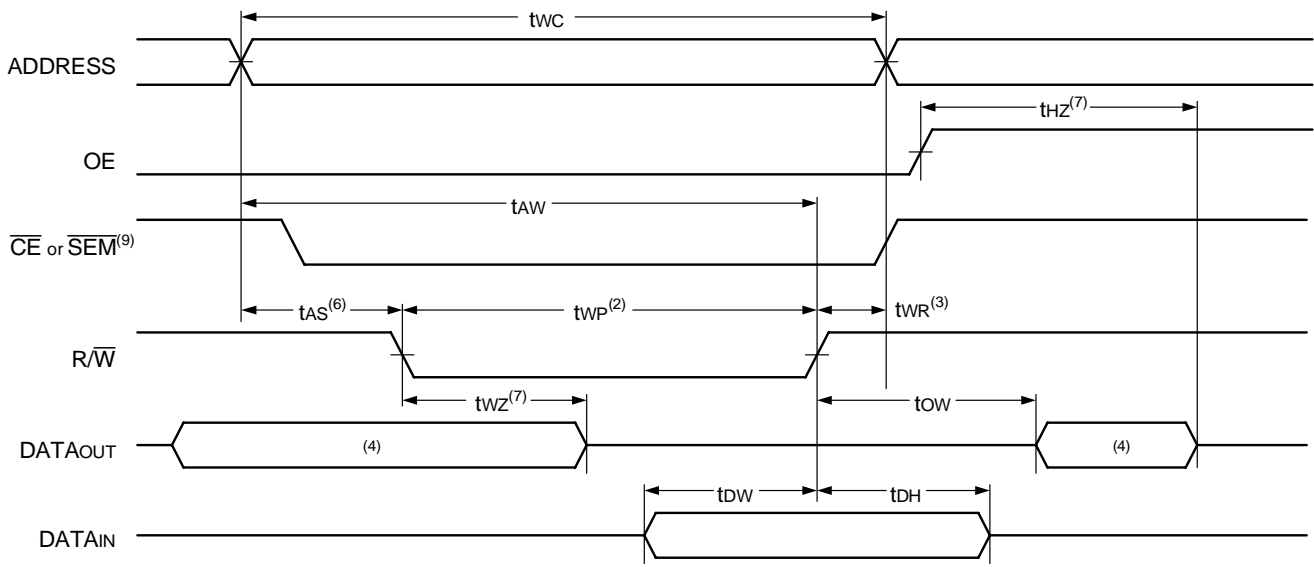 tWC
ADDRESS
tHZ(7)
OE
tAW
CE or SEM(9)
tAS(6)
tWP(2)
tWR(3)
R/W
tWZ(7)
tOW
DATAOUT
(4)
(4)
tDW
tDH
DATAIN